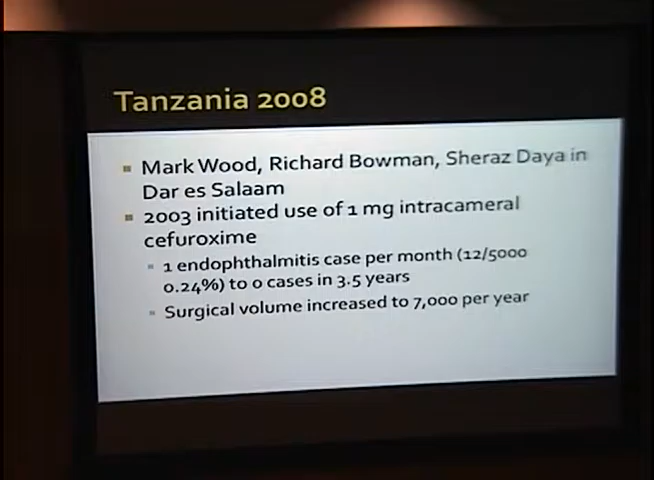 Tanzania 2008
Mark Wood, Richard Bowman, Sheraz Daya in
Dar es Salaam
2003 initiated use of 1 mg intracameral
cefuroxime
1 endophthalmitis case per month (12/5000
0.24%) to 0 cases in 3.5 years
Surgical volume increased to 7,000 per year